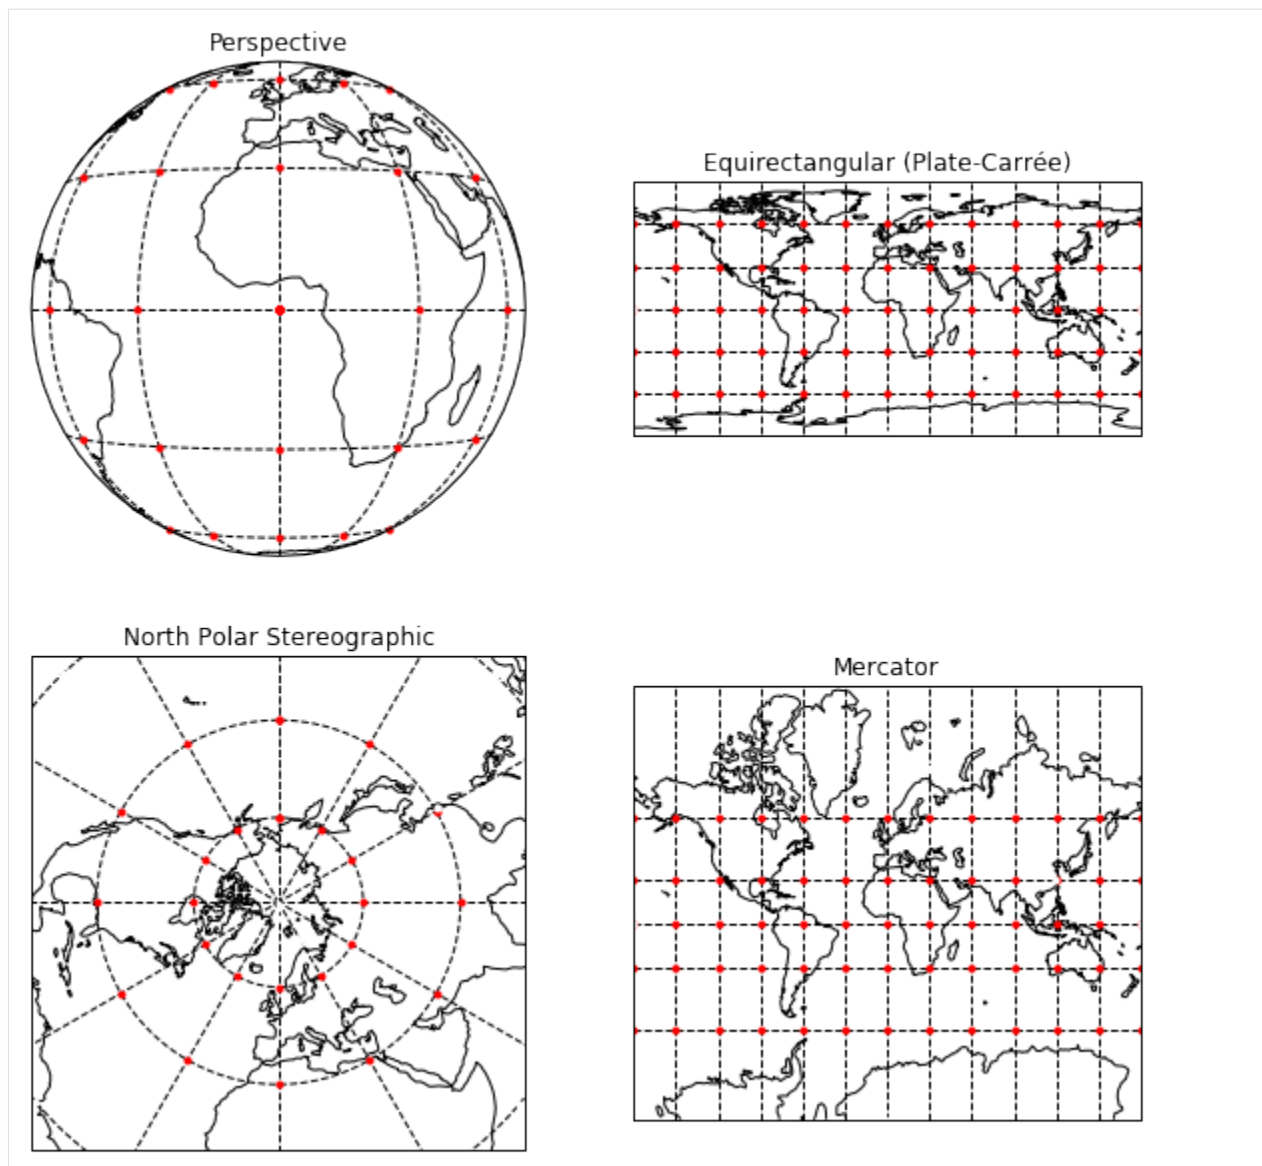 Perspective
Equirectangular (Plate-Carrée)
North Polar Stereographic
Mercator